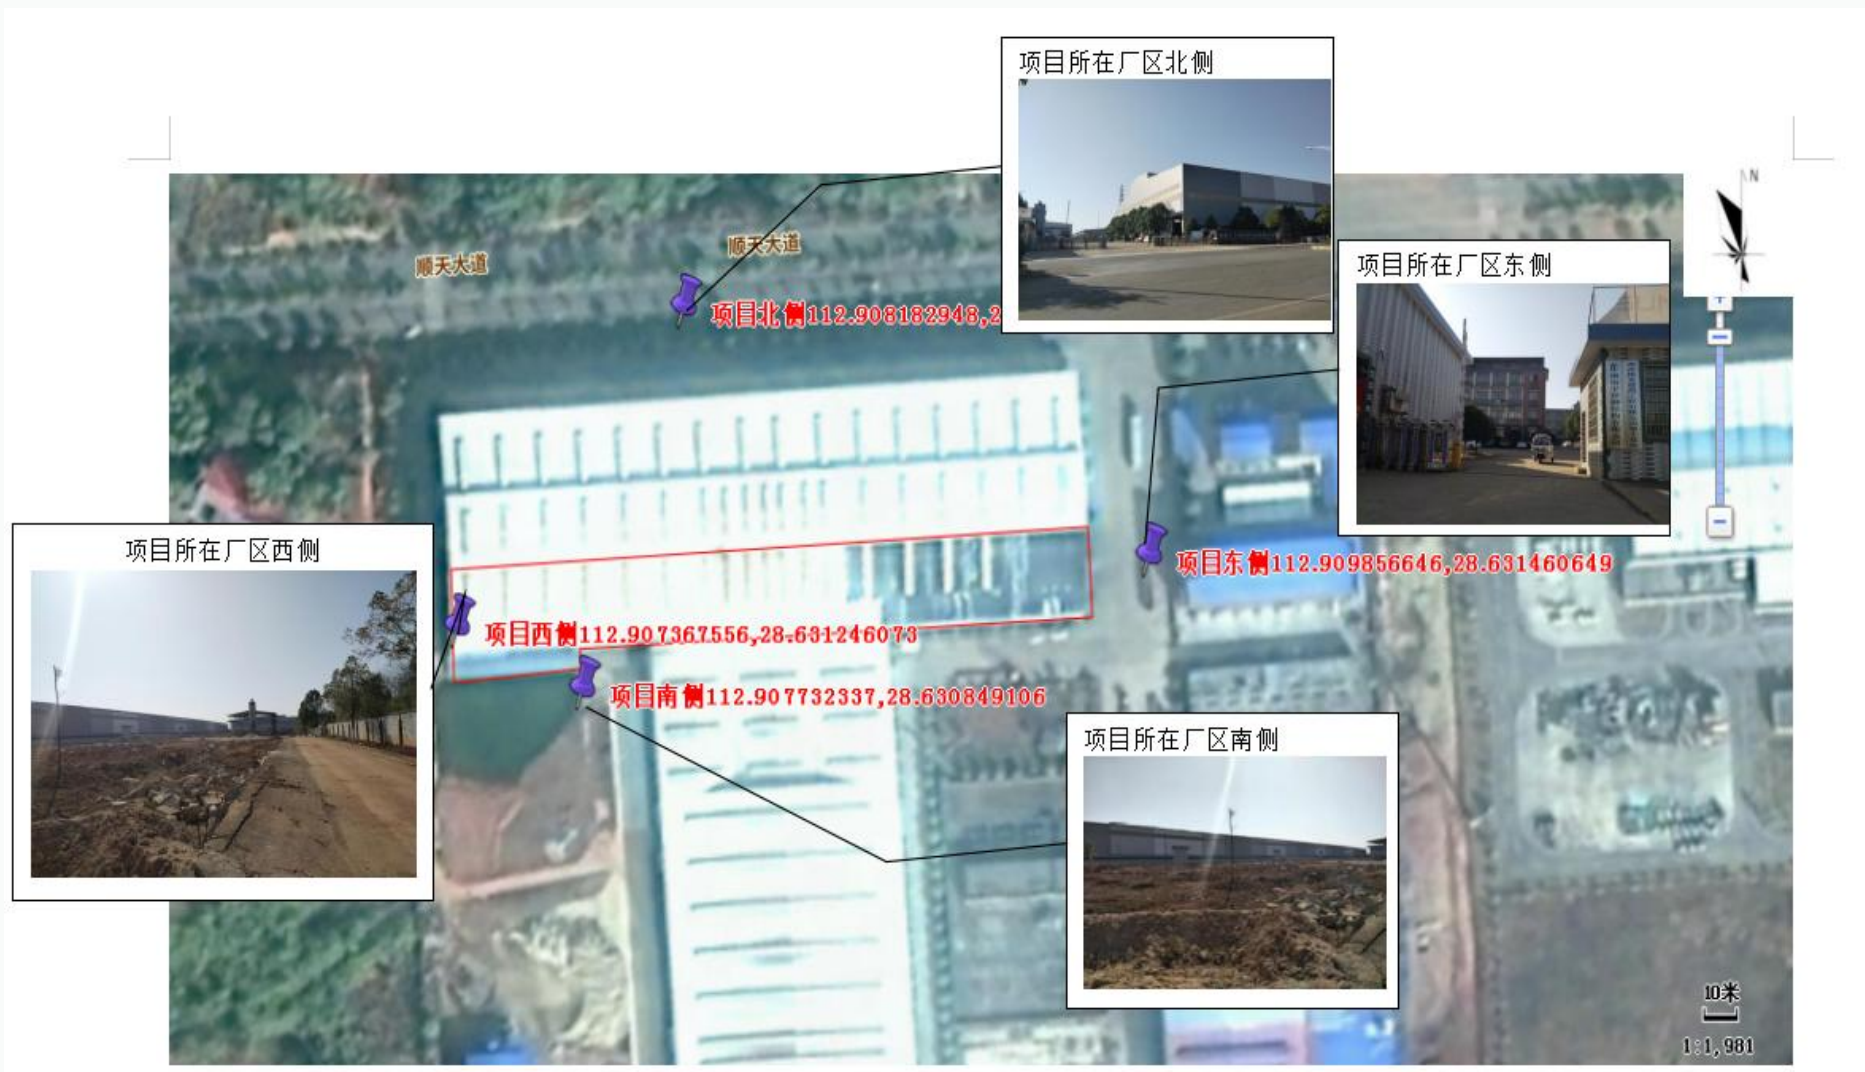 项目所在厂区北侧
N
顺天大道
顺天大道
项目所在厂区东侧
项目北侧112.908182948,2
项目所在厂区西侧
项目东侧112.909856646,28.631460649
项目西侧112.907367556,28.631246073
项目南侧112.907732337,28.630849106
项目所在厂区南侧
10米
1:1,981